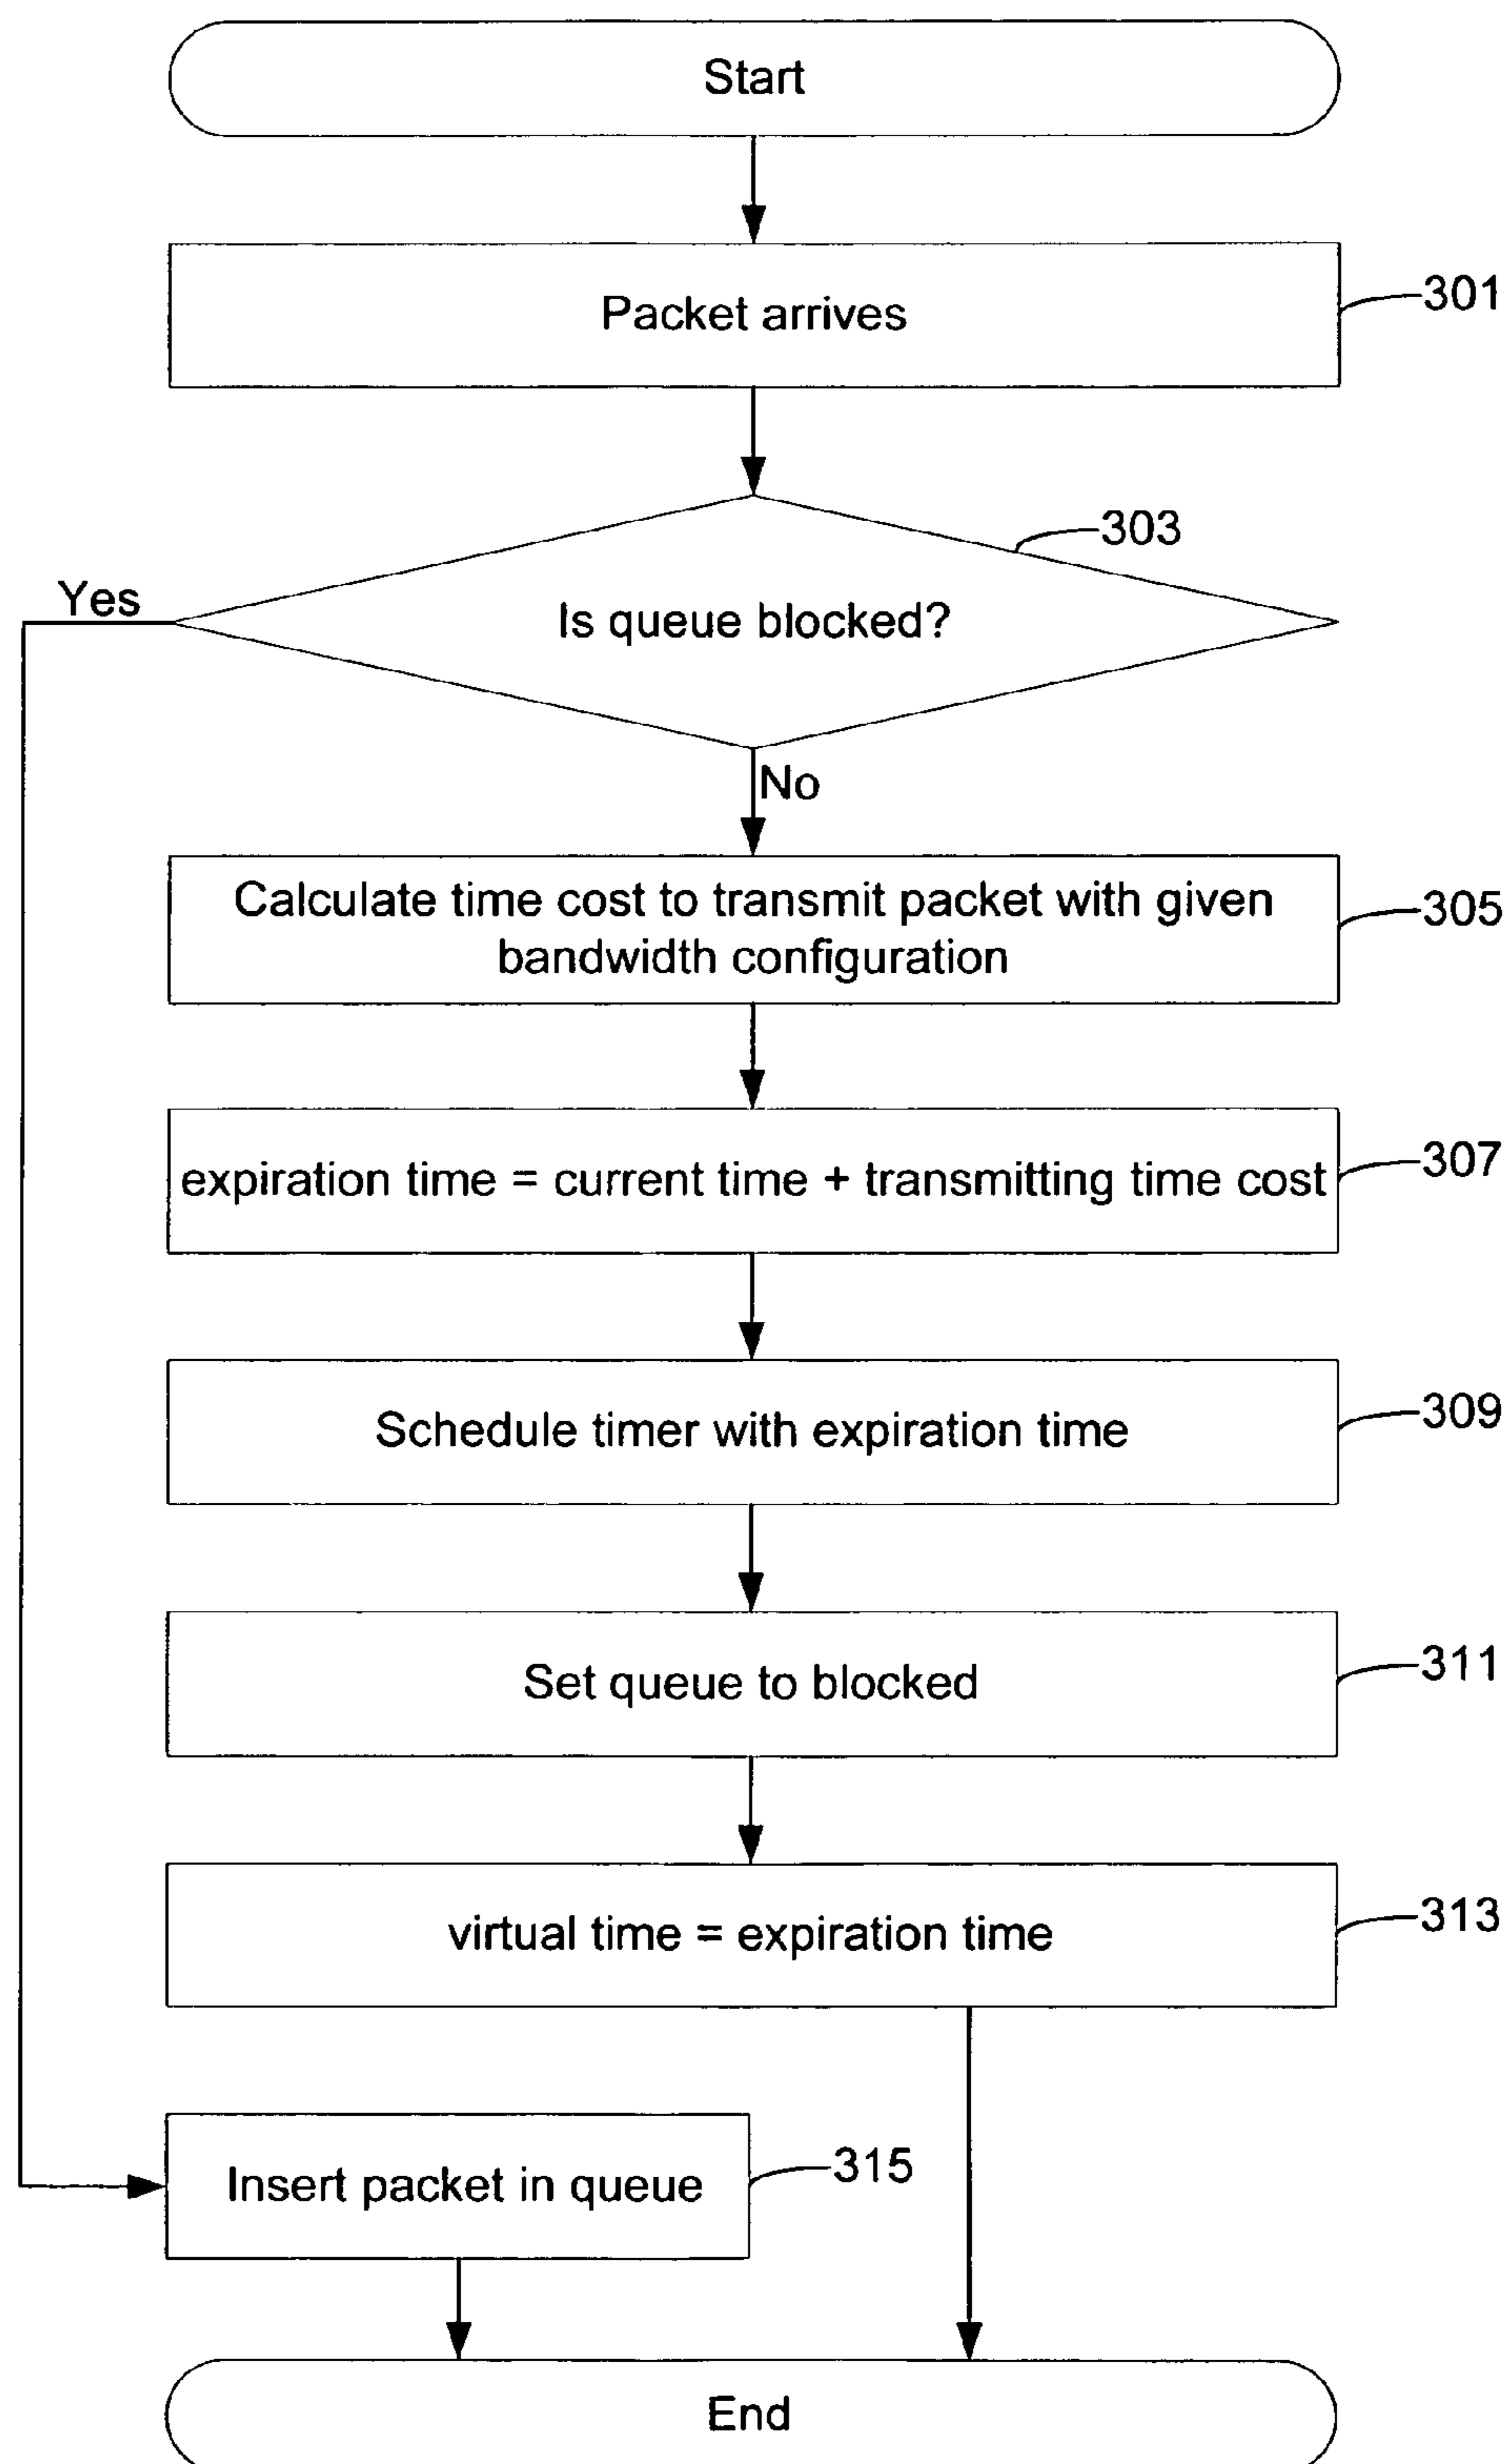 Start
Packet arrives
301
303
Yes
Is queue blocked?
No
Calculate time cost to transmit packet with given
bandwidth configuration
305
expiration time = current time + transmitting time cost
307
Schedule timer with expiration time
309
Set queue to blocked
311
virtual time = expiration time
313
Insert packet in queue
315
End